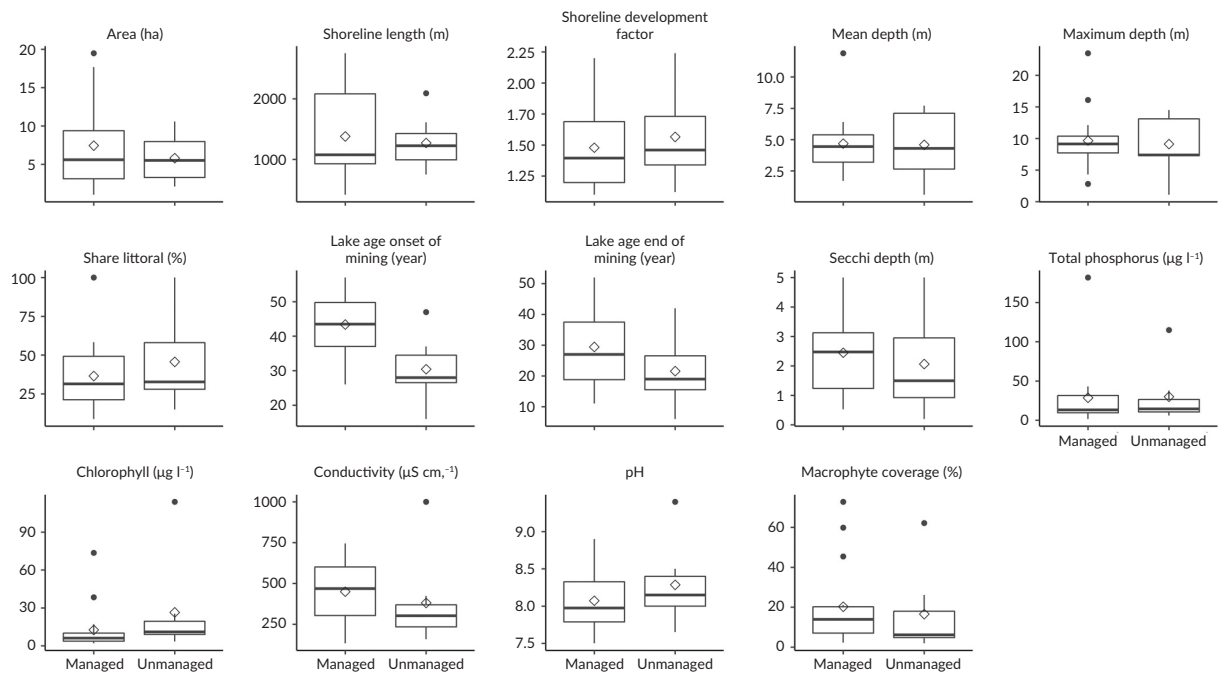 Area (ha)
20
15
10
5
Shoreline length (m)
2000
1000
Shoreline development
factor
2.25
2.00
1.70
1.50
1.25
Mean depth (m)
10.0
7.5
5.0
2.5
Maximum depth (m)
20
15
10
5
0
Share littoral (%)
100
75
50
25
Lake age onset of
mining (year)
50
40
30
20
Lake age end of
mining (year)
50
40
30
20
10
Secchi depth (m)
5
4
3
2
1
0
Total phosphorus (µg l⁻¹)
150
100
50
0
Managed Unmanaged
Chlorophyll (µg l⁻¹)
90
60
30
0
Managed Unmanaged
Conductivity (µS cm,⁻¹)
1000
750
500
250
Managed Unmanaged
pH
9.0
8.5
8.0
7.5
Managed Unmanaged
Macrophyte coverage (%)
60
40
20
0
Managed Unmanaged